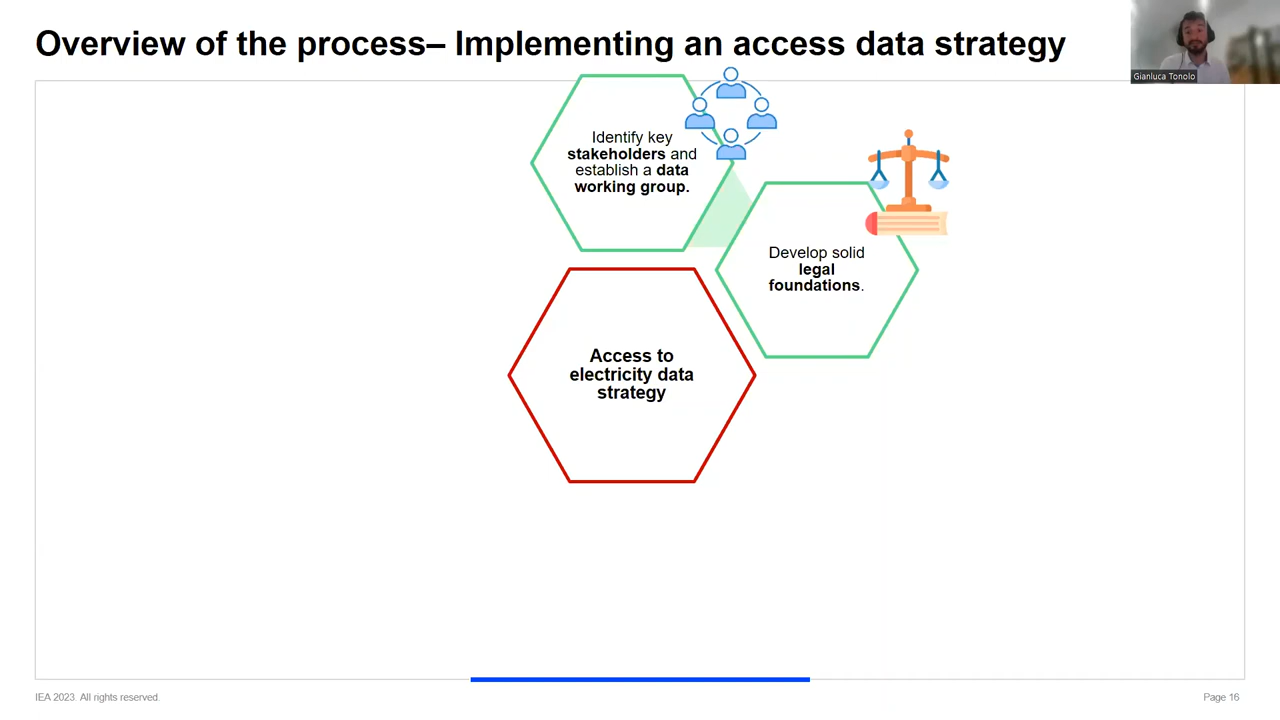 Overview of the process– Implementing an access data strategy
Gianluca Tonolo
Identify key
stakeholders and
establish a data
working group.
Develop solid
legal
foundations.
Access to
electricity data
strategy
IEA 2023. All rights reserved.
Page 16